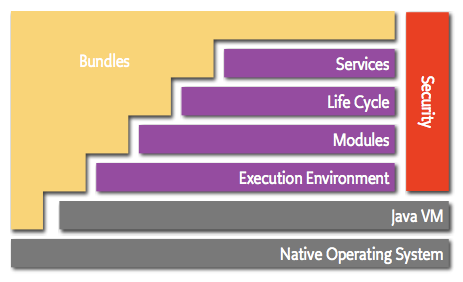 Bundles
Services
Life Cycle
Modules
Execution Environment
Java VM
Native Operating System
Security